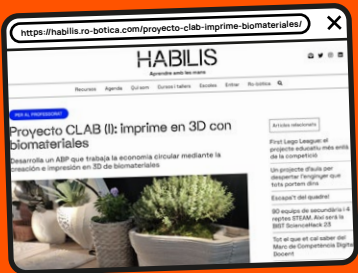 https://habilis.ro-botica.com/proyecto-clab-imprime-biomateriales/
HABILIS
Aprendre amb les mans
Recursos Agenda Qui som Cursos i tallers Escoles Entrar Ro-botica
PER AL PROFESSORAT
Proyecto CLAB (I): imprime en 3D con
biomateriales
Desarrolla un ABP que trabaja la economía circular mediante la
creación e impresión en 3D de biomateriales
Articles relacionats
First Lego League: el
projecte educatiu més enllà
de la competició
Un projecte d'aula per
despertar l'enginyer que
tots portem dins
Escapa't del quadre!
90 equips de secundària i 4
reptes STEAM. Així serà la
BIST ScienceHack 23
Tot el que et cal saber del
Marc de Competència Digital
Docent